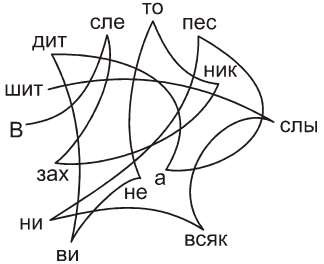 то
сле
пес
дит
ник
шит
В
слы
зах
не
а
ни
всяк
ви